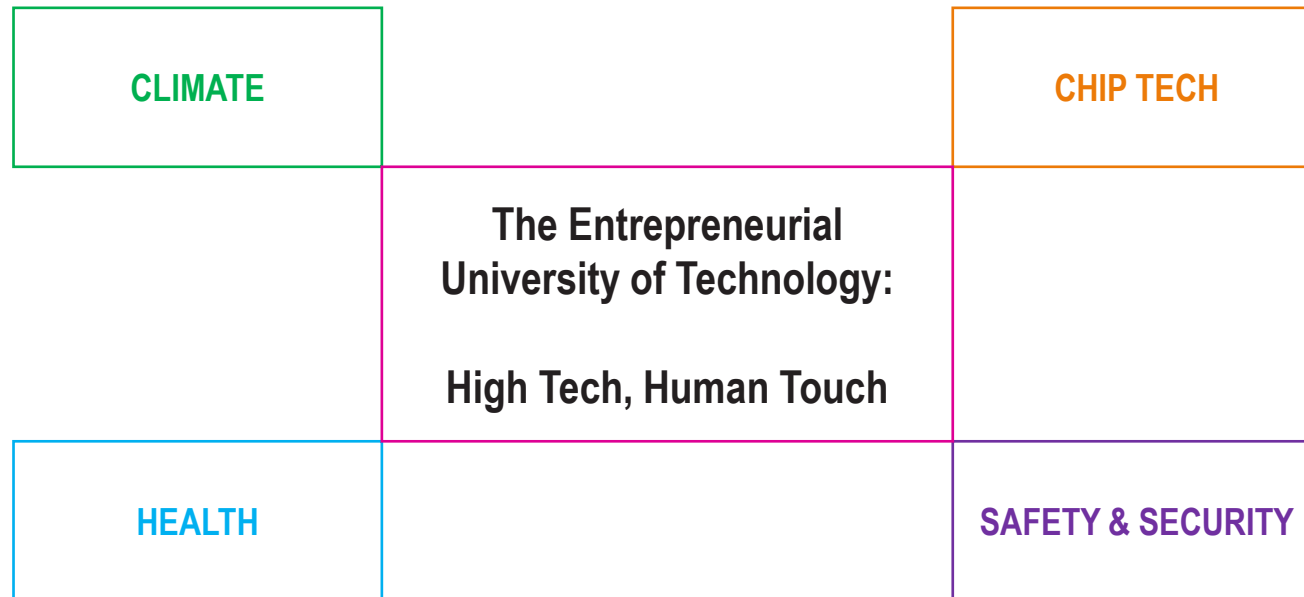 CLIMATE
CHIP TECH
The Entrepreneurial
University of Technology:
High Tech, Human Touch
HEALTH
SAFETY & SECURITY